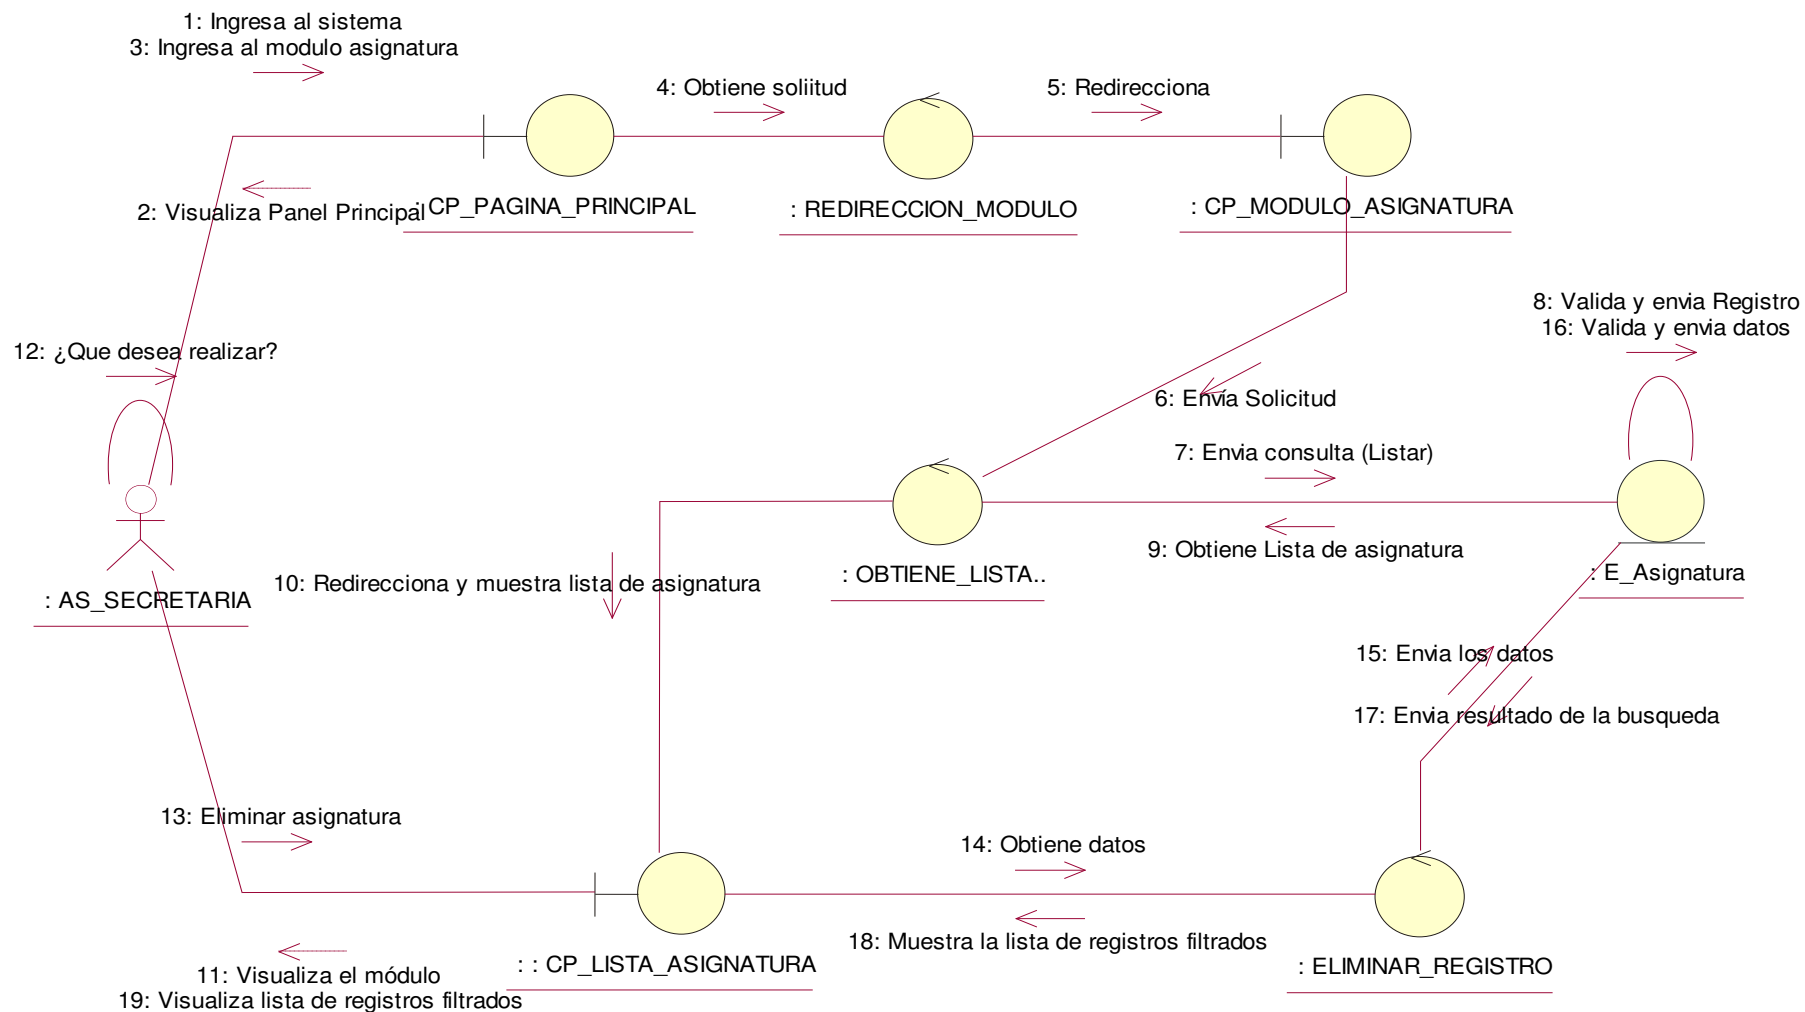 1: Ingresa al sistema
3: Ingresa al modulo asignatura
4: Obtiene soliitud
5: Redirecciona
2: Visualiza Panel Principal
: CP_PAGINA_PRINCIPAL
: REDIRECCION_MODULO
: CP_MODULO_ASIGNATURA
8: Valida y envia Registro
16: Valida y envia datos
12: ¿Que desea realizar?
6: Envía Solicitud
7: Envia consulta (Listar)
9: Obtiene Lista de asignatura
: OBTIENE_LISTA..
: E_Asignatura
10: Redirecciona y muestra lista de asignatura
: AS_SECRETARIA
15: Envia los datos
17: Envia resultado de la busqueda
13: Eliminar asignatura
14: Obtiene datos
18: Muestra la lista de registros filtrados
: : CP_LISTA_ASIGNATURA
: ELIMINAR_REGISTRO
11: Visualiza el módulo
19: Visualiza lista de registros filtrados